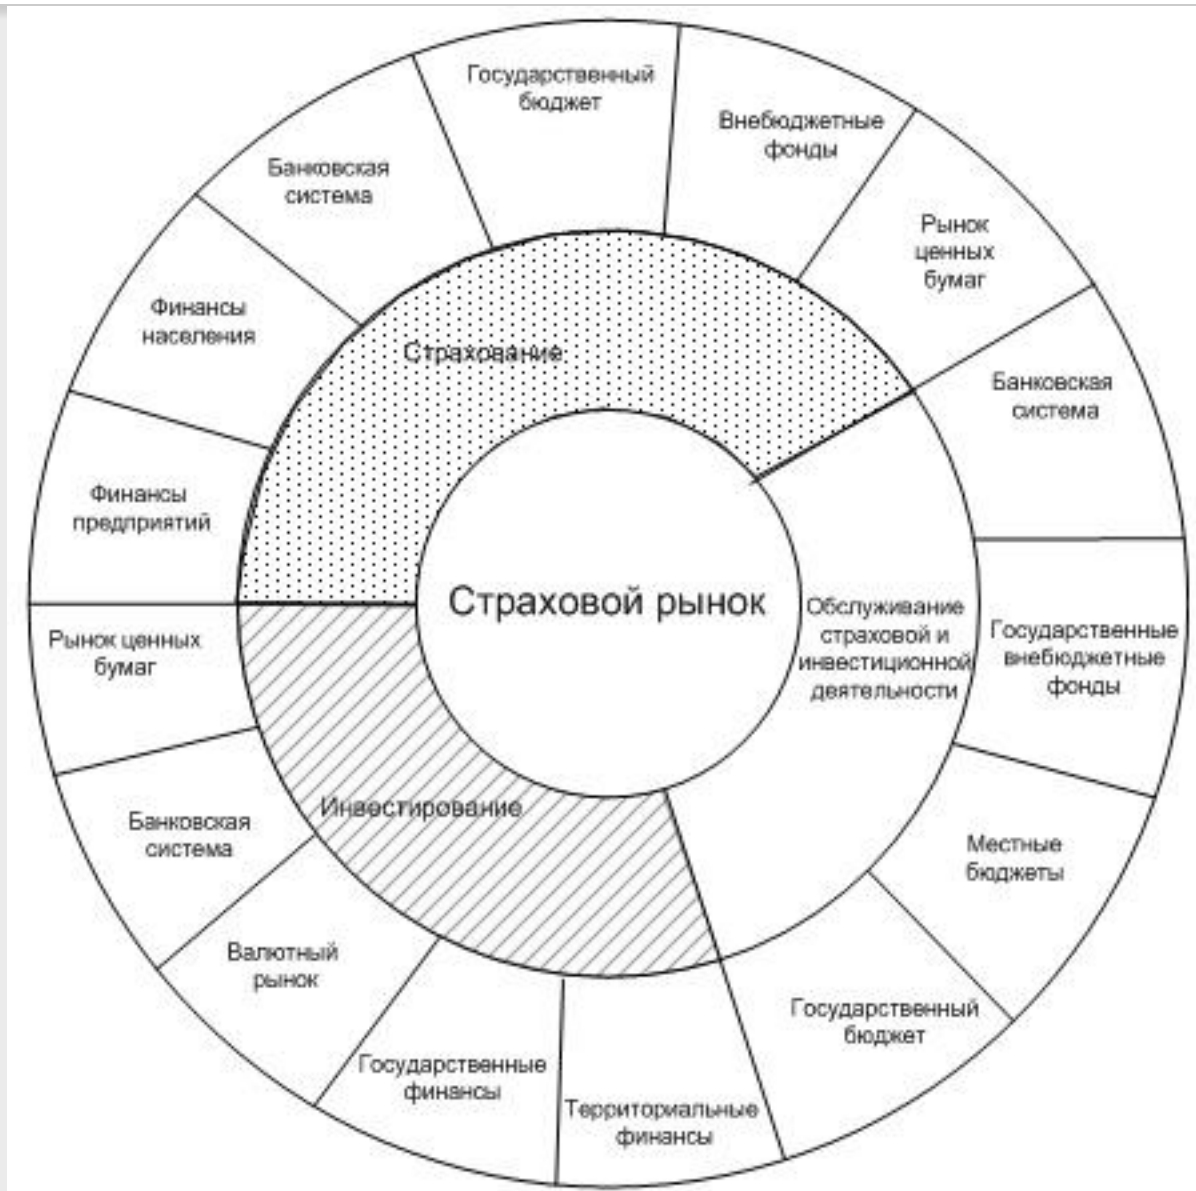 Государственный
бюджет
Внебюджетные
фонды
Банковская
система
Рынок
ценных
бумаг
Финансы
населения
Страхование
Банковская
система
Финансы
предприятий
Страховой рынок
Обслуживание
страховой и
инвестиционной
деятельности
Государственные
внебюджетные
фонды
Рынок ценных
бумаг
Инвестирование
Банковская
система
Местные
бюджеты
Валютный
рынок
Государственный
бюджет
Государственные
финансы
Территориальные
финансы